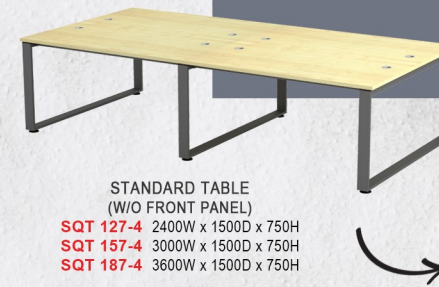 STANDARD TABLE
(W/O FRONT PANEL)
SQT 127-4 2400W x 1500D x 750H
SQT 157-4 3000W x 1500D x 750H
SQT 187-4 3600W x 1500D x 750H